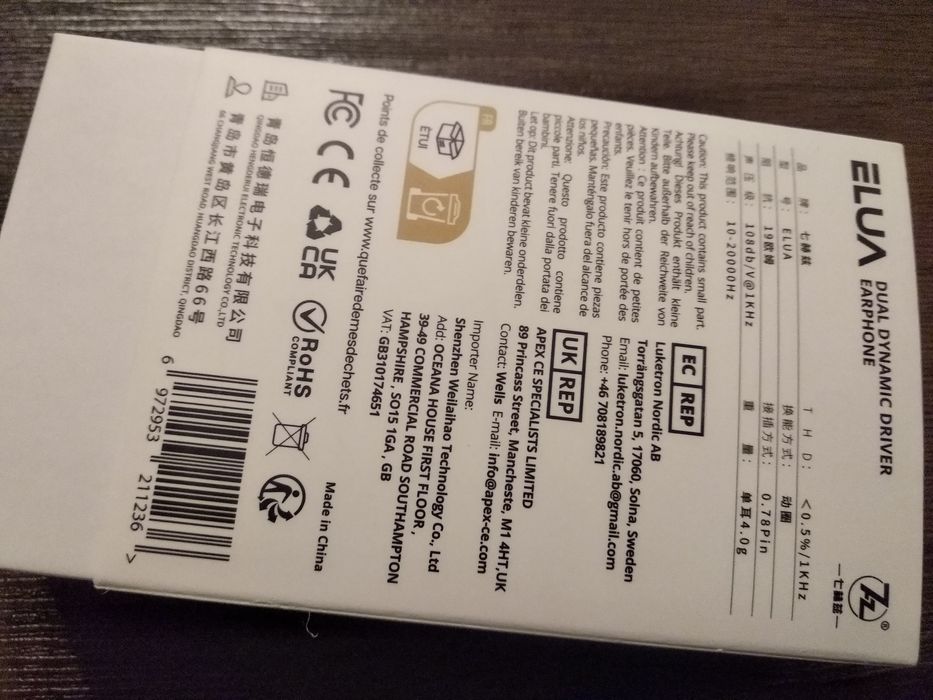 ELUA DUAL DYNAMIC DRIVER
EARPHONE
7z®
—七赫兹—
品 牌： 七赫兹
T H D： <0.5%/1KHz
型 号： ELUA
换能方式： 动圈
阻 抗： 19欧姆
接插方式： 0.78Pin
声 压 级： 108db/V@1KHz
重 量： 单耳4.0g
频响范围： 10-20000Hz
Caution: This product contains small part.
Please keep out of reach of children.
Achtung! Dieses Produkt enthält kleine
Teile. Bitte außerhalb der Reichweite von
Kindern aufbewahren.
Attention : Ce produit contient de petites
pièces. Veuillez le tenir hors de portée des
enfants.
Precaución: Este producto contiene piezas
pequeñas. Manténgalo fuera del alcance de
los niños.
Attenzione: Questo prodotto contiene
piccole parti. Tenere fuori dalla portata dei
bambini.
Let op: Dit product bevat kleine onderdelen.
Buiten bereik van kinderen bewaren.
EC REP
Luketron Nordic AB
Torrängsgatan 5, 17060, Solna, Sweden
Email: luketron.nordic.ab@gmail.com
Phone: +46 708189821
UK REP
APEX CE SPECIALISTS LIMITED
89 Princass Street, Mancheste, M1 4HT,UK
Contact: Wells E-mail: info@apex-ce.com
Importer Name:
Shenzhen Weilaihao Technology Co., Ltd
Add: OCEANA HOUSE FIRST FLOOR ,
39-49 COMMERCIAL ROAD SOUTHAMPTON
HAMPSHIRE , SO15 1GA , GB
VAT: GB310174651
FR
ÉTUI
Points de collecte sur www.quefairedemesdechets.fr
FC CE UK
CA
RoHS
COMPLIANT
Made in China
青岛恒德瑞电子科技有限公司
QINGDAO HENGDERUI ELECTRONIC TECHNOLOGY CO.,LTD
青岛市黄岛区长江西路66号
66 CHANGJIANG WEST ROAD, HUANGDAO DISTRICT, QINGDAO
6 972953 211236 >